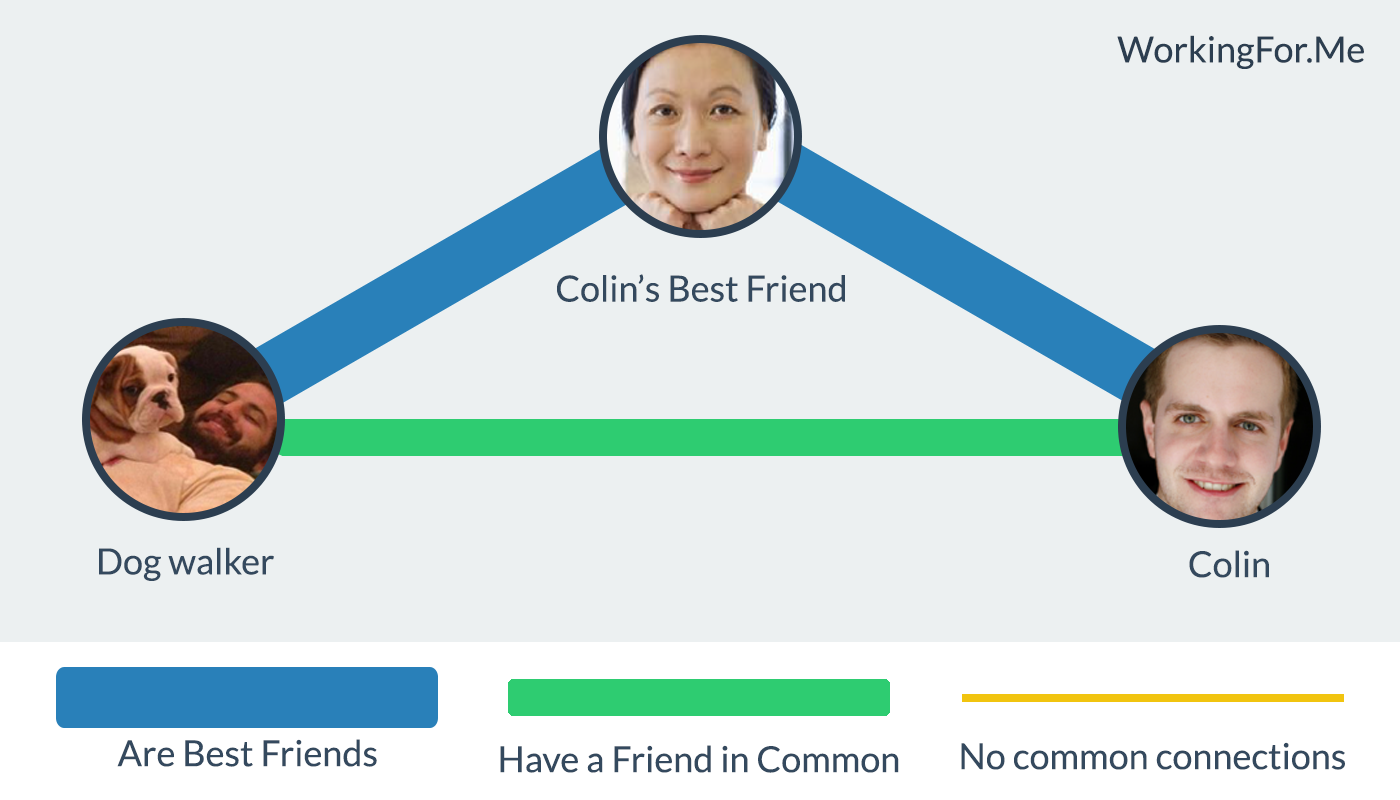 WorkingFor.Me
Colin’s Best Friend
Dog walker
Colin
Are Best Friends
Have a Friend in Common
No common connections